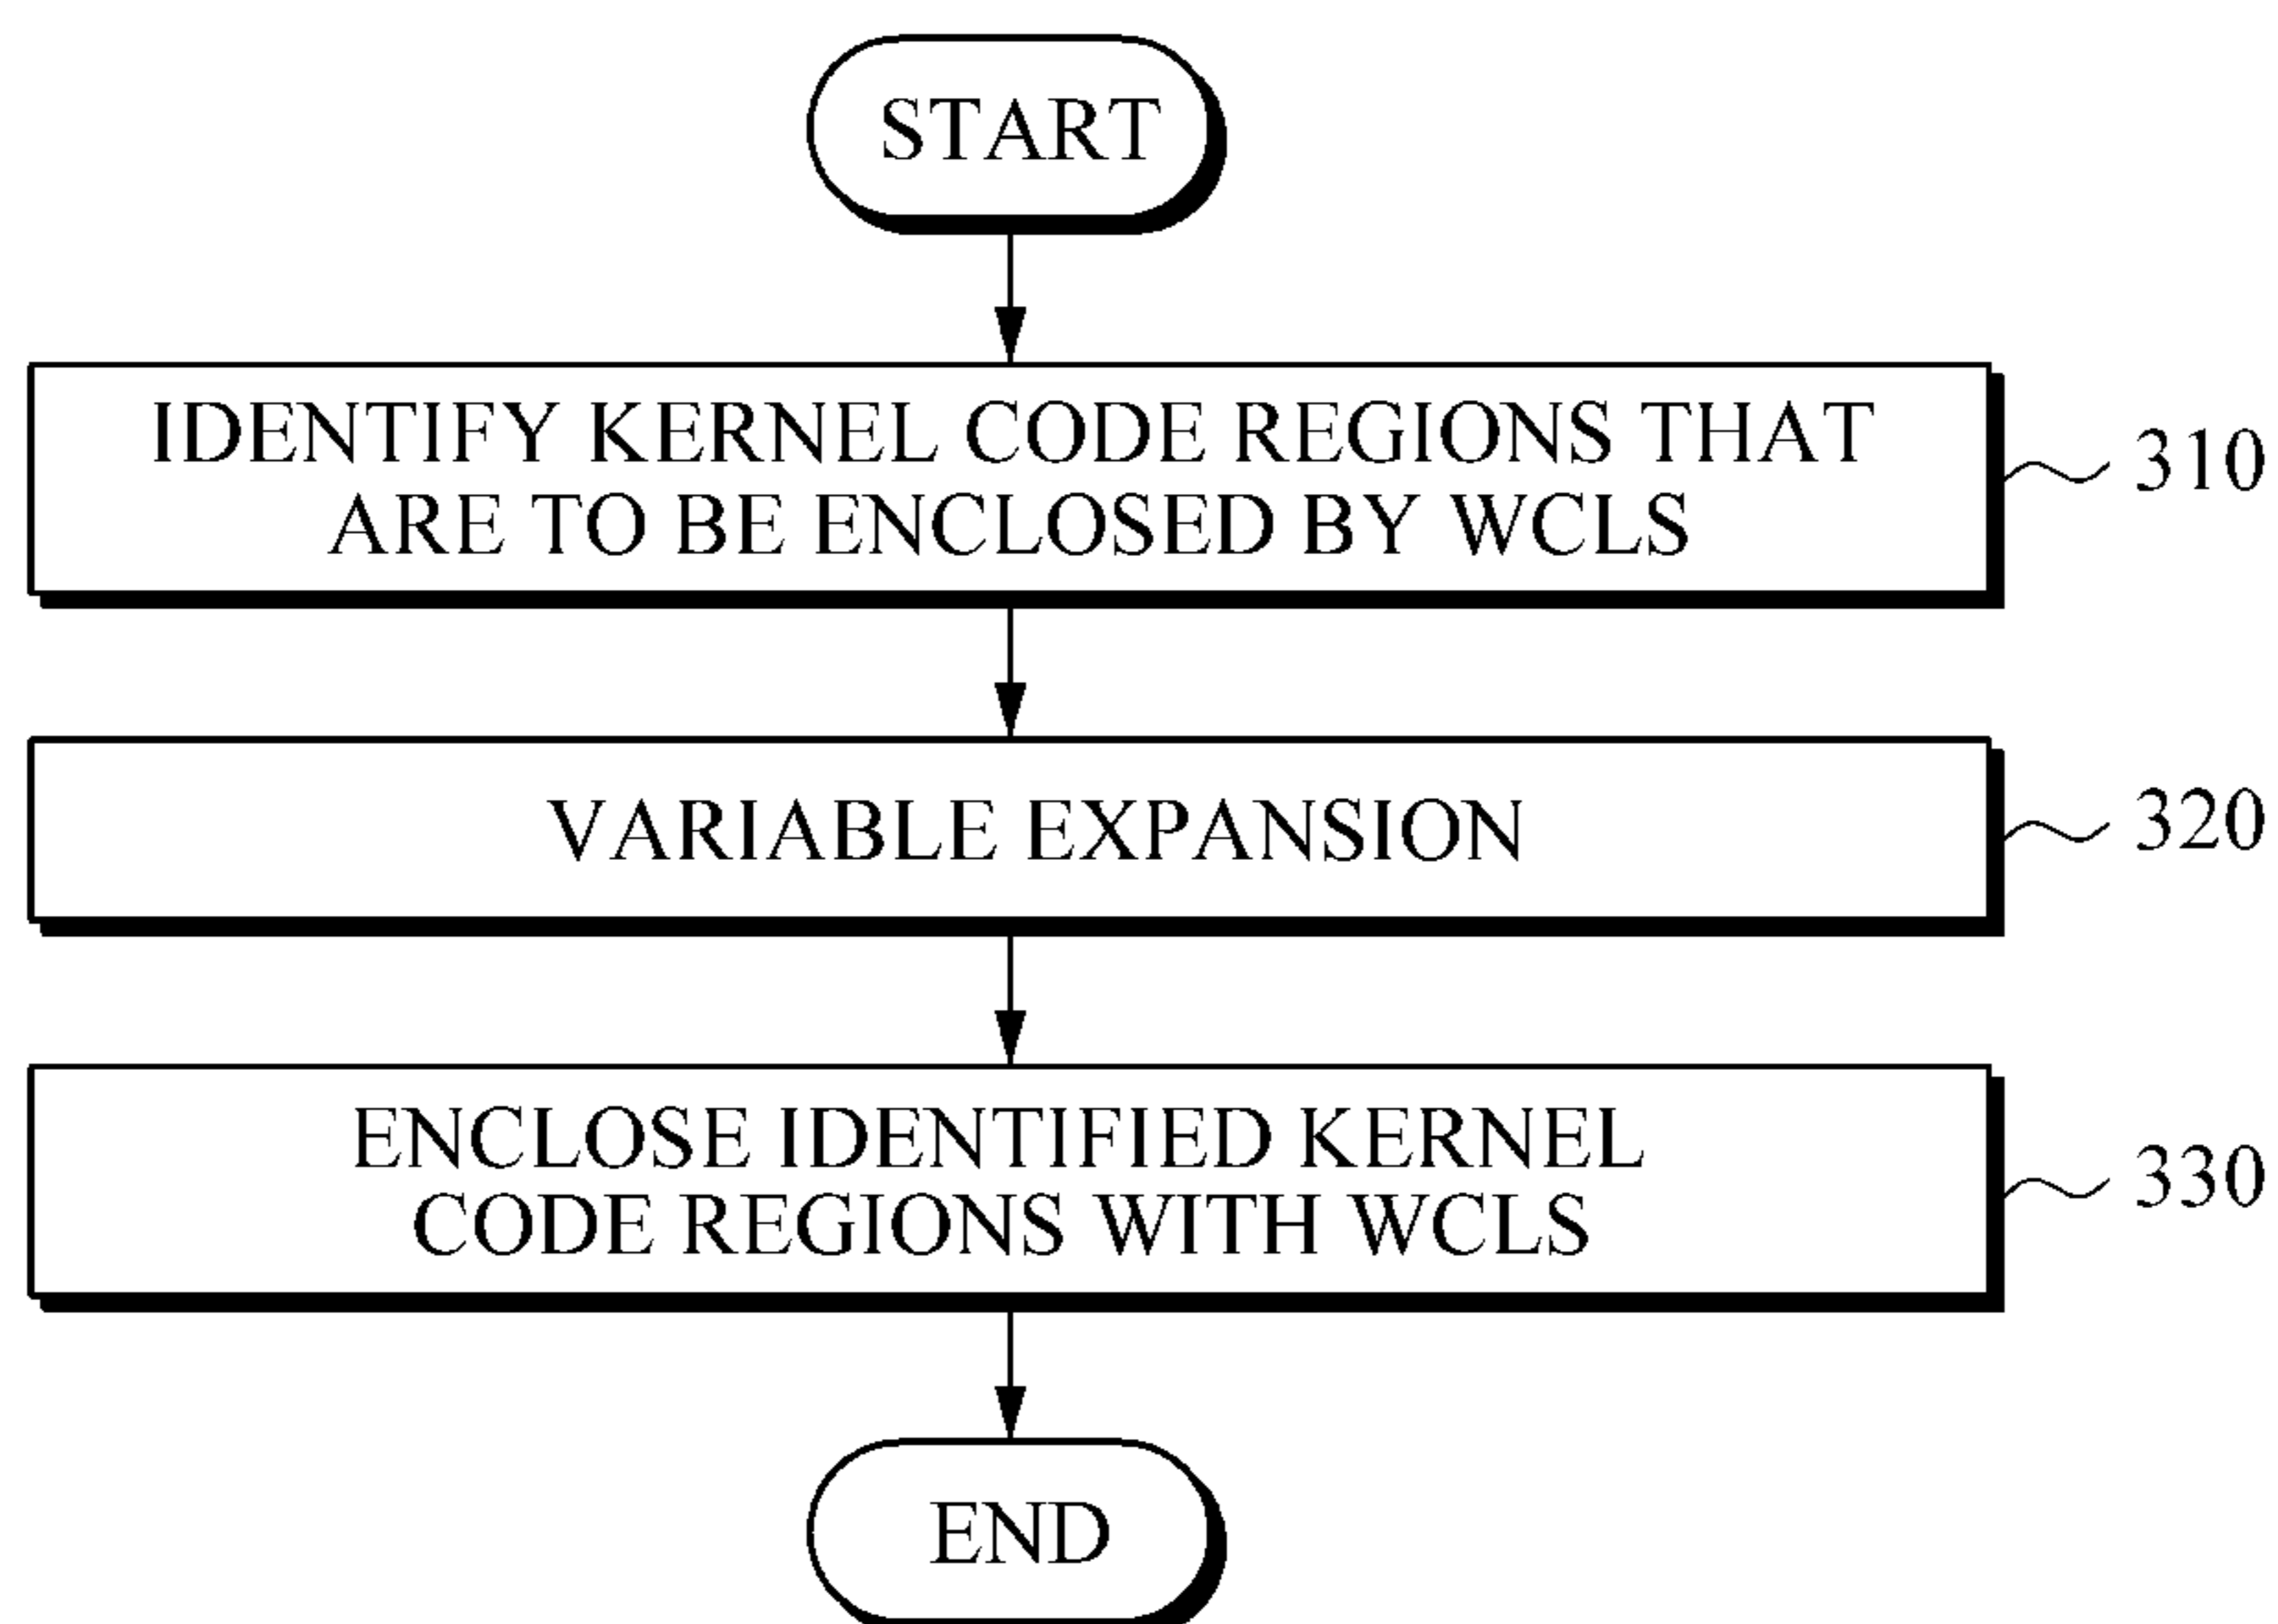 START
IDENTIFY KERNEL CODE REGIONS THAT
ARE TO BE ENCLOSED BY WCLS
310
VARIABLE EXPANSION
320
ENCLOSE IDENTIFIED KERNEL
CODE REGIONS WITH WCLS
330
END